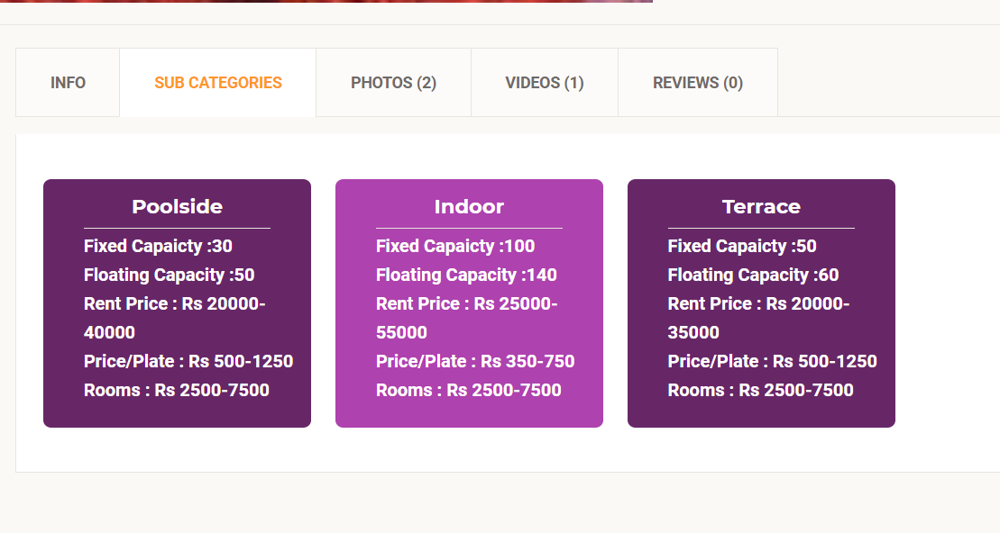 INFO
SUB CATEGORIES
PHOTOS (2)
VIDEOS (1)
REVIEWS (0)
Poolside
Fixed Capaicty :30
Floating Capacity :50
Rent Price : Rs 20000-
40000
Price/Plate : Rs 500-1250
Rooms : Rs 2500-7500
Indoor
Fixed Capaicty :100
Floating Capacity :140
Rent Price : Rs 25000-
55000
Price/Plate : Rs 350-750
Rooms : Rs 2500-7500
Terrace
Fixed Capaicty :50
Floating Capacity :60
Rent Price : Rs 20000-
35000
Price/Plate : Rs 500-1250
Rooms : Rs 2500-7500